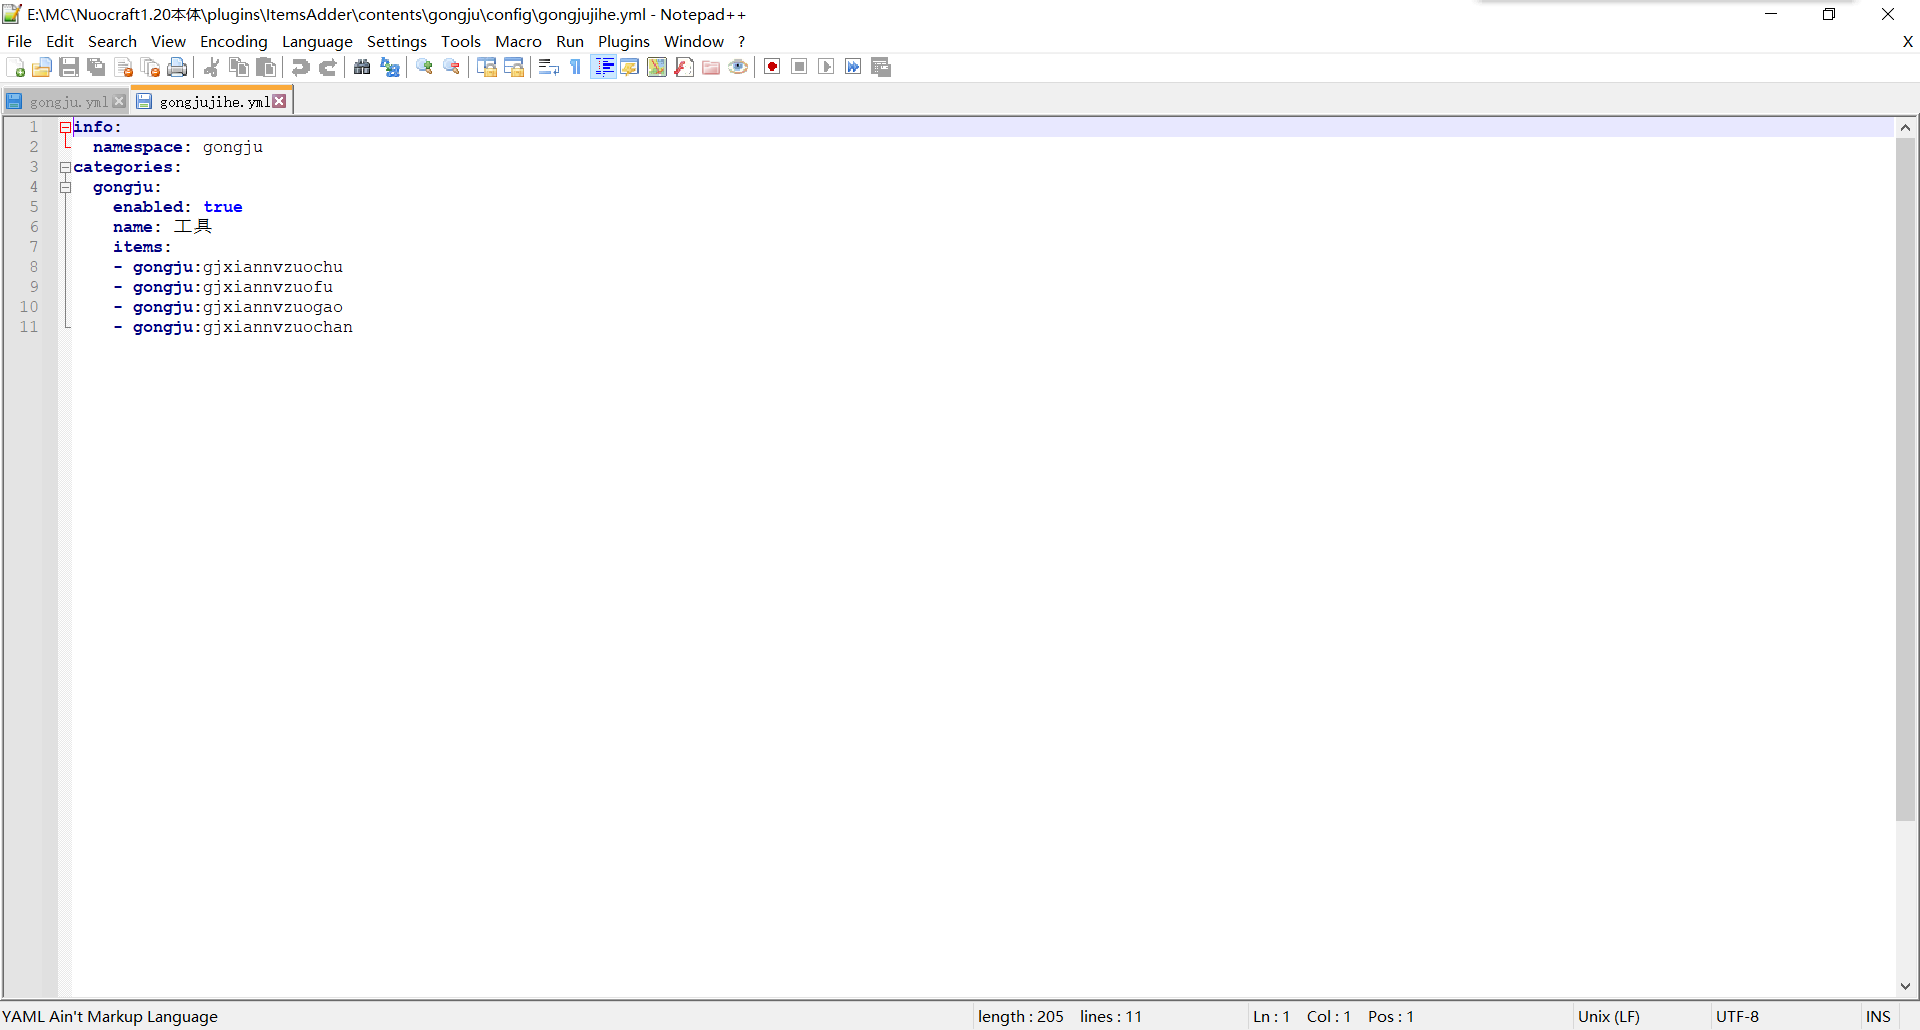 E:\MC\Nuocraft1.20本体\plugins\ItemsAdder\contents\gongju\config\gongjujihe.yml - Notepad++
File Edit Search View Encoding Language Settings Tools Macro Run Plugins Window ? X
gongju.yml gongjujihe.yml
1 info:
2 namespace: gongju
3 categories:
4 gongju:
5 enabled: true
6 name: 工具
7 items:
8 - gongju:gjxiannvzuochu
9 - gongju:gjxiannvzuofu
10 - gongju:gjxiannvzuogao
11 - gongju:gjxiannvzuochan
YAML Ain't Markup Language length : 205 lines : 11 Ln : 1 Col : 1 Pos : 1 Unix (LF) UTF-8 INS